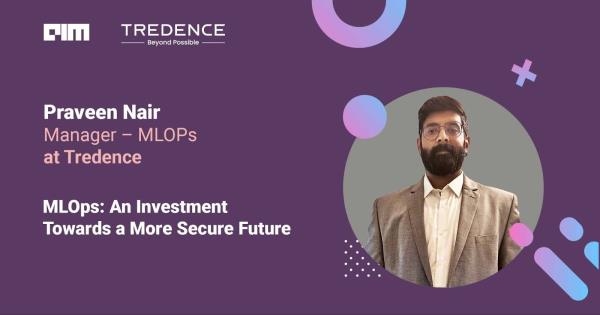 AIM
TREDENCE
Beyond Possible
Praveen Nair
Manager – MLOPs
at Tredence
MLOps: An Investment
Towards a More Secure Future